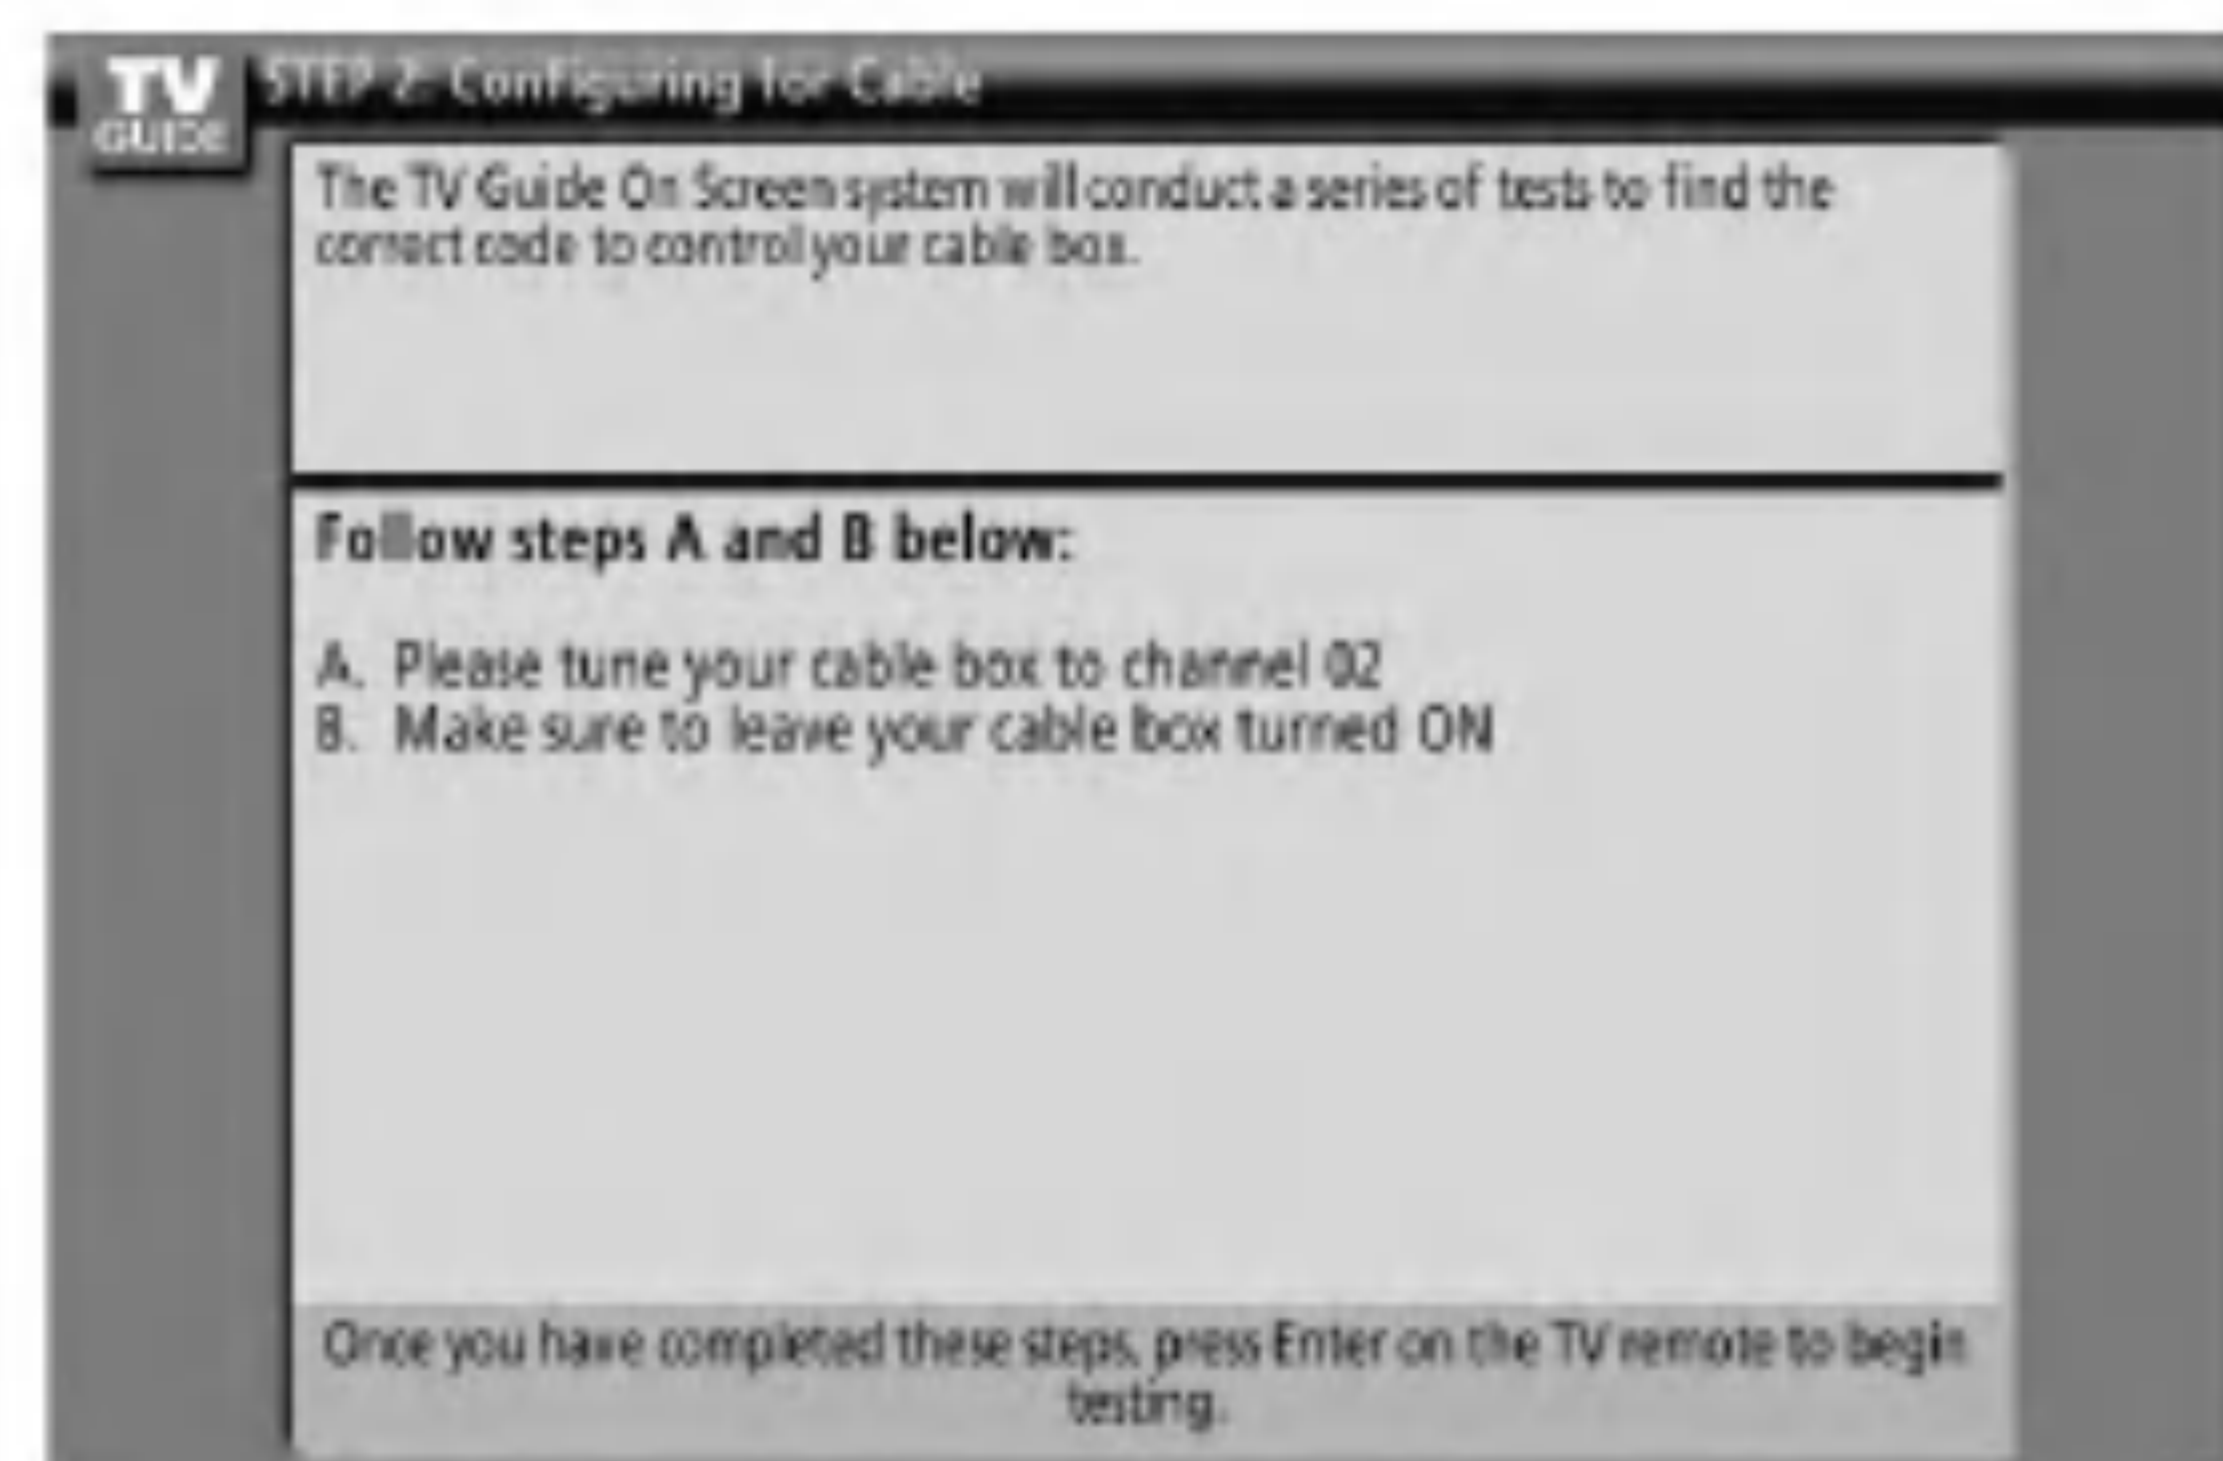 TV
GUIDE
STEP 2: Configuring for Cable
The TV Guide On Screen system will conduct a series of tests to find the
correct code to control your cable box.
Follow steps A and B below:
A. Please tune your cable box to channel 02
B. Make sure to leave your cable box turned ON
Once you have completed these steps, press Enter on the TV remote to begin
testing.